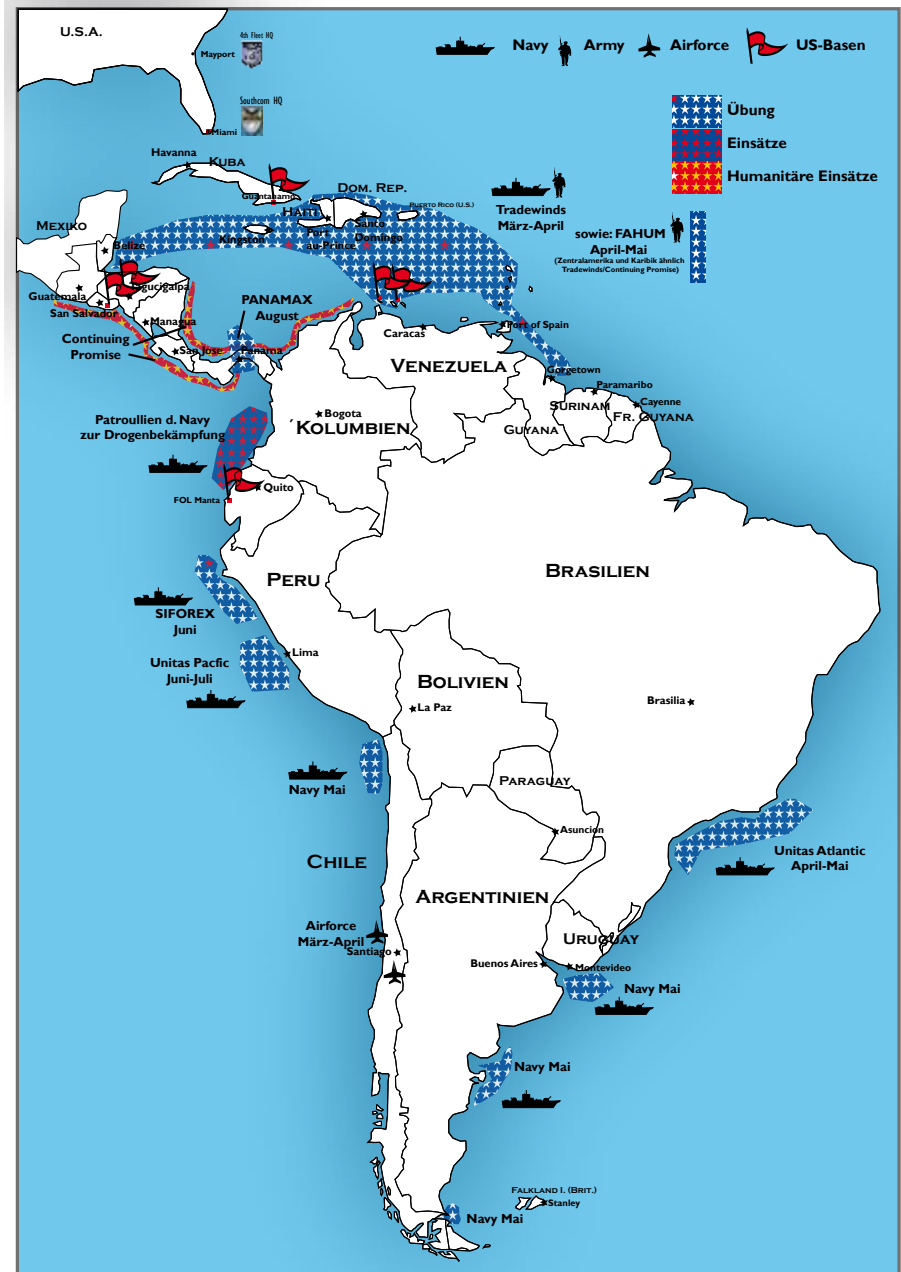 U.S.A.
4th Fleet HQ
Mayport
Southcom HQ
Miami
Navy
Army
Airforce
US-Basen
Übung
Einsätze
Humanitäre Einsätze
Havanna
Kuba
Guantanamo
Dom. Rep.
Haiti
Puerto Rico (U.S.)
Tradewinds
März-April
Mexiko
Belize
Kingston
Port
au-Prince
Santo
Domingo
sowie: FAHUM
April-Mai
(Zentralamerika und Karibik ähnlich
Tradewinds/Continuing Promise)
Guatemala
Tegucigalpa
San Salvador
PANAMAX
August
Managua
Continuing
Promise
San Jose
Panama
Caracas
Port of Spain
Venezuela
Gorgetown
Paramaribo
Surinam
Cayenne
Fr. Guyana
Guyana
Patroullien d. Navy
zur Drogenbekämpfung
Bogota
´Kolumbien
Quito
FOL Manta
Peru
Brasilien
SIFOREX
Juni
Unitas Pacfic
Juni-Juli
Lima
Bolivien
La Paz
Brasilia
Navy Mai
Paraguay
Asuncion
Unitas Atlantic
April-Mai
Chile
Argentinien
Airforce
März-April
Santiago
Uruguay
Buenos Aires
Montevideo
Navy Mai
Navy Mai
Falkland I. (Brit.)
Stanley
Navy Mai